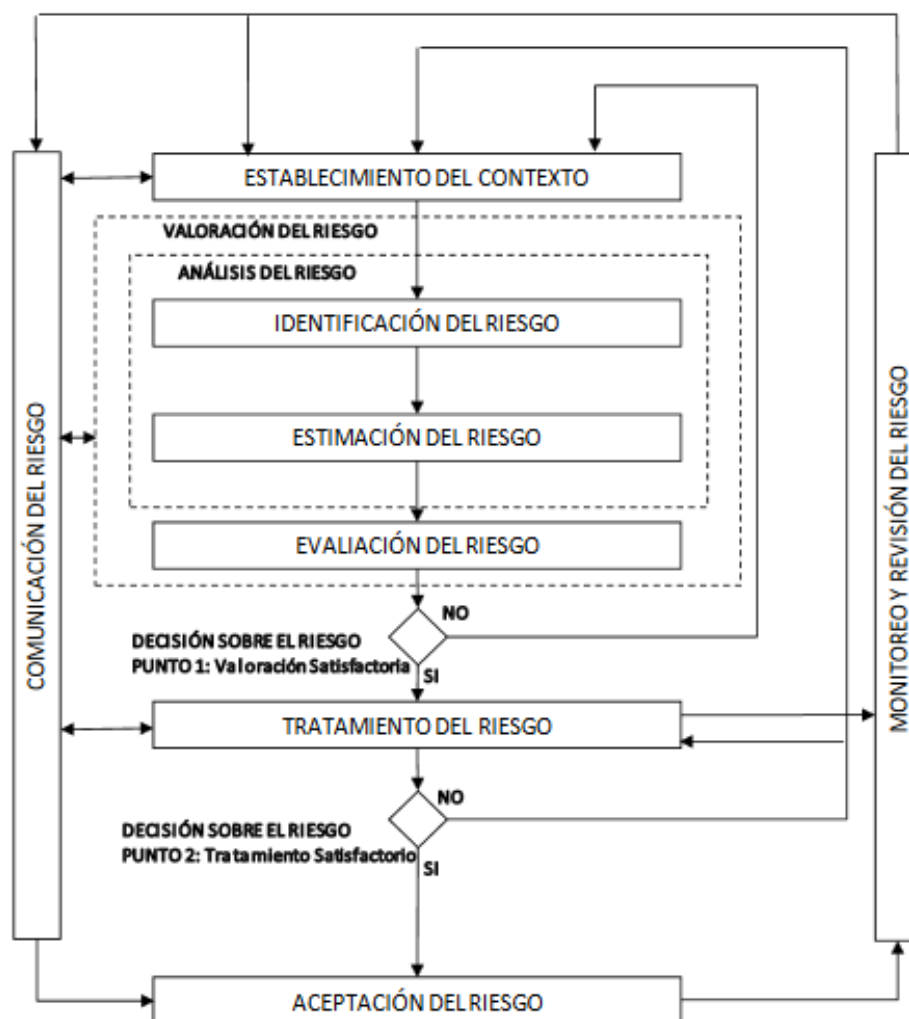 ESTABLECIMIENTO DEL CONTEXTO
VALORACIÓN DEL RIESGO
ANÁLISIS DEL RIESGO
IDENTIFICACIÓN DEL RIESGO
ESTIMACIÓN DEL RIESGO
EVALIACIÓN DEL RIESGO
NO
DECISIÓN SOBRE EL RIESGO
PUNTO 1: Valoración Satisfactoria
SI
TRATAMIENTO DEL RIESGO
NO
DECISIÓN SOBRE EL RIESGO
PUNTO 2: Tratamiento Satisfactorio
SI
ACEPTACIÓN DEL RIESGO
COMUNICACIÓN DEL RIESGO
MONITOREO Y REVISIÓN DEL RIESGO